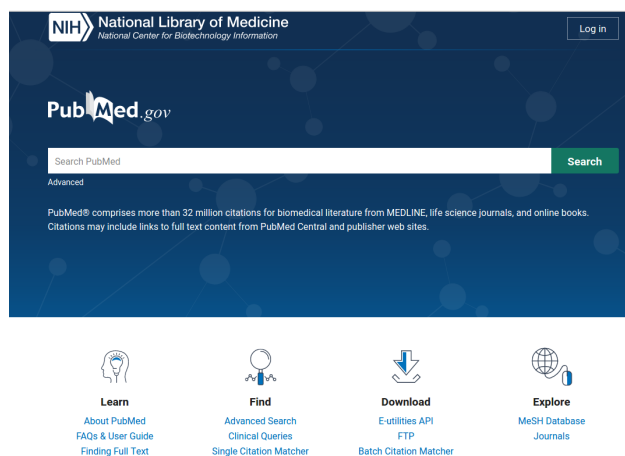 NIH National Library of Medicine
National Center for Biotechnology Information
Log in
PubMed.gov
Search PubMed
Search
Advanced
PubMed® comprises more than 32 million citations for biomedical literature from MEDLINE, life science journals, and online books.
Citations may include links to full text content from PubMed Central and publisher web sites.
Learn
About PubMed
FAQs & User Guide
Finding Full Text
Find
Advanced Search
Clinical Queries
Single Citation Matcher
Download
E-utilities API
FTP
Batch Citation Matcher
Explore
MeSH Database
Journals